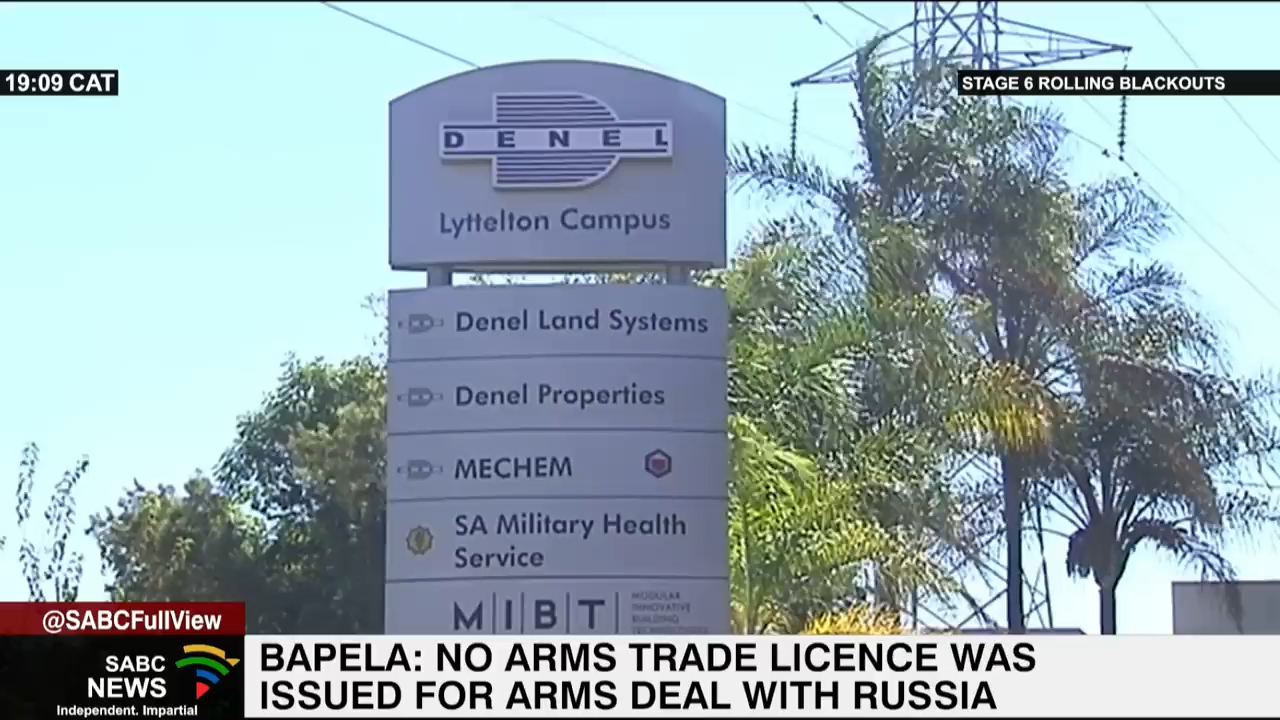 19:09 CAT
STAGE 6 ROLLING BLACKOUTS
DENEL
Lyttelton Campus
Denel Land Systems
Denel Properties
MECHEM
SA Military Health
Service
M|I|B|T
MODULAR
INNOVATIVE
BUILDING
TECHNOLOGIES
@SABCFullView
SABC
NEWS
Independent. Impartial
BAPELA: NO ARMS TRADE LICENCE WAS
ISSUED FOR ARMS DEAL WITH RUSSIA